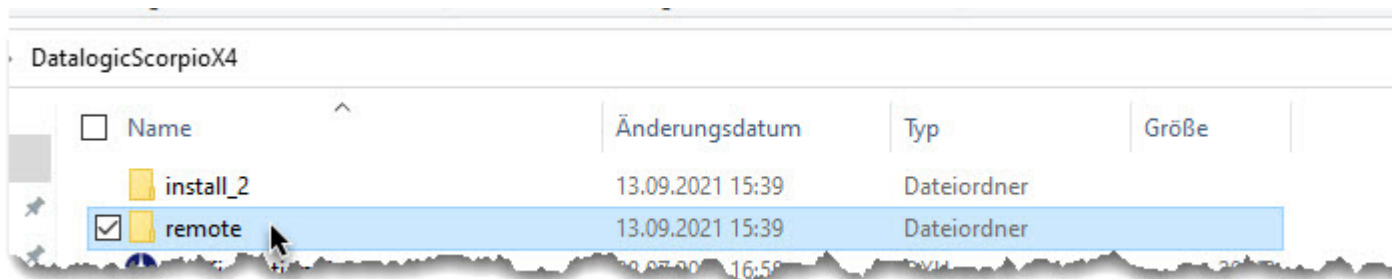 DatalogicScorpioX4
Name Änderungsdatum Typ Größe
install_2 13.09.2021 15:39 Dateiordner
remote 13.09.2021 15:39 Dateiordner